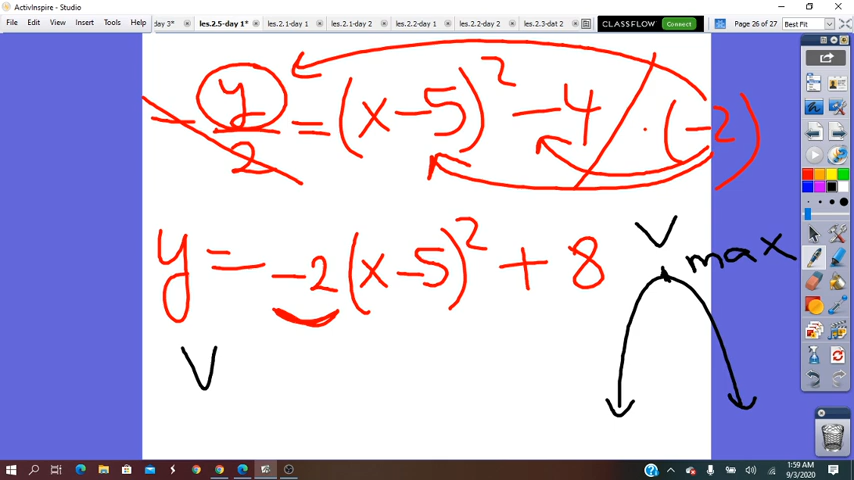 ActivInspire - Studio
File Edit View Insert Tools Help
day 3* les.2.5-day 1* les.2.1-day 1 les.2.1-day 2 les.2.2-day 1 les.2.2-day 2 les.2.3-dat 2 CLASSFLOW Connect Page 26 of 27 Best Fit
- y/2 = (x-5)² - 4 / · (-2)
y = -2(x-5)² + 8
V
max
V
1:59 AM
9/3/2020